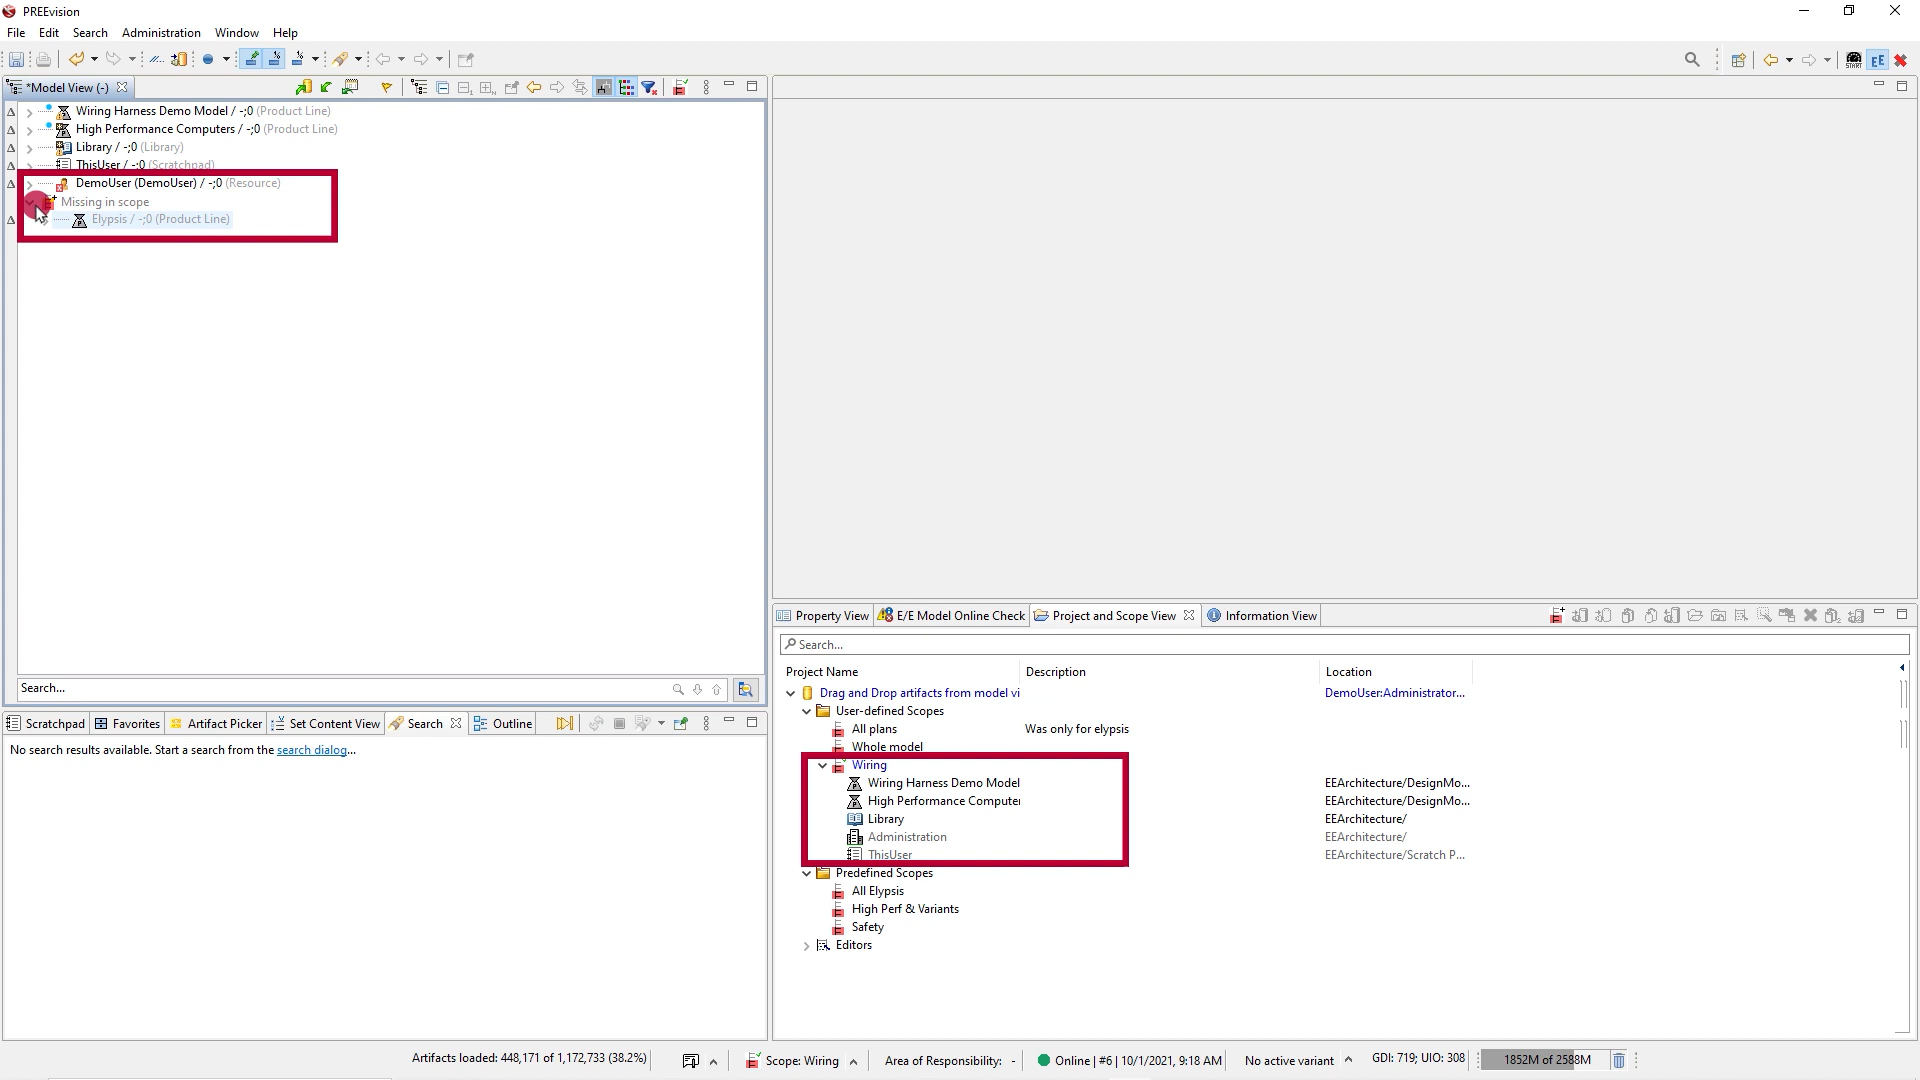 PREEvision
File Edit Search Administration Window Help
*Model View (-)
Wiring Harness Demo Model / -;0 (Product Line)
High Performance Computers / -;0 (Product Line)
Library / -;0 (Library)
ThisUser / -;0 (Scratchpad)
DemoUser (DemoUser) / -;0 (Resource)
Missing in scope
Elypsis / -;0 (Product Line)
Search...
Scratchpad Favorites Artifact Picker Set Content View Search Outline
No search results available. Start a search from the search dialog...
Property View E/E Model Online Check Project and Scope View Information View
Search...
Project Name Description Location
Drag and Drop artifacts from model vi DemoUser:Administrator...
User-defined Scopes
All plans Was only for elypsis
Whole model
Wiring
Wiring Harness Demo Model EEArchitecture/DesignMo...
High Performance Computer EEArchitecture/DesignMo...
Library EEArchitecture/
Administration EEArchitecture/
ThisUser EEArchitecture/Scratch P...
Predefined Scopes
All Elypsis
High Perf & Variants
Safety
Editors
Artifacts loaded: 448,171 of 1,172,733 (38.2%) Scope: Wiring Area of Responsibility: - Online | #6 | 10/1/2021, 9:18 AM No active variant GDI: 719; UIO: 308 1852M of 2588M